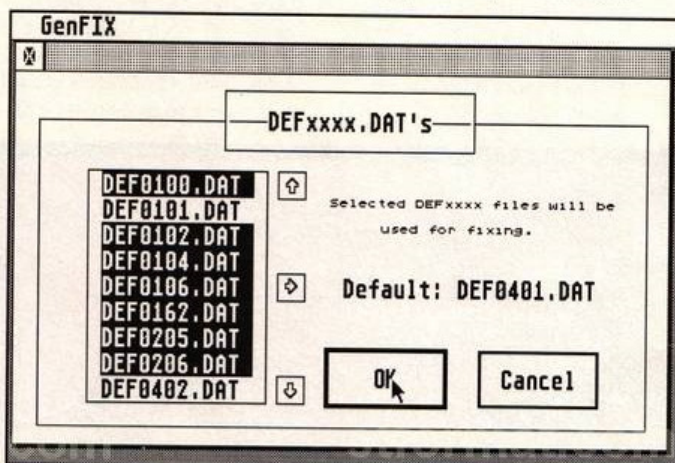 GenFIX
DEFxxxx.DAT's
DEF0100.DAT
DEF0101.DAT
DEF0102.DAT
DEF0104.DAT
DEF0106.DAT
DEF0162.DAT
DEF0205.DAT
DEF0206.DAT
DEF0402.DAT
Selected DEFxxxx files will be
used for fixing.
Default: DEF0401.DAT
OK
Cancel